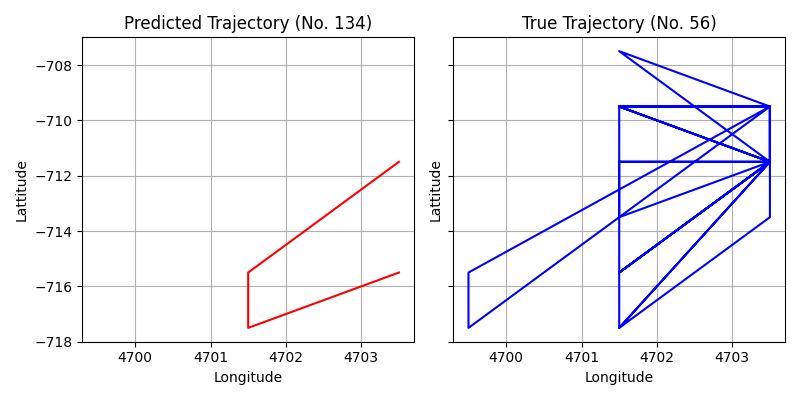 Predicted Trajectory (No. 134)
True Trajectory (No. 56)
Lattitude
−708
−710
−712
−714
−716
−718
4700
4701
4702
4703
Longitude
Lattitude
4700
4701
4702
4703
Longitude